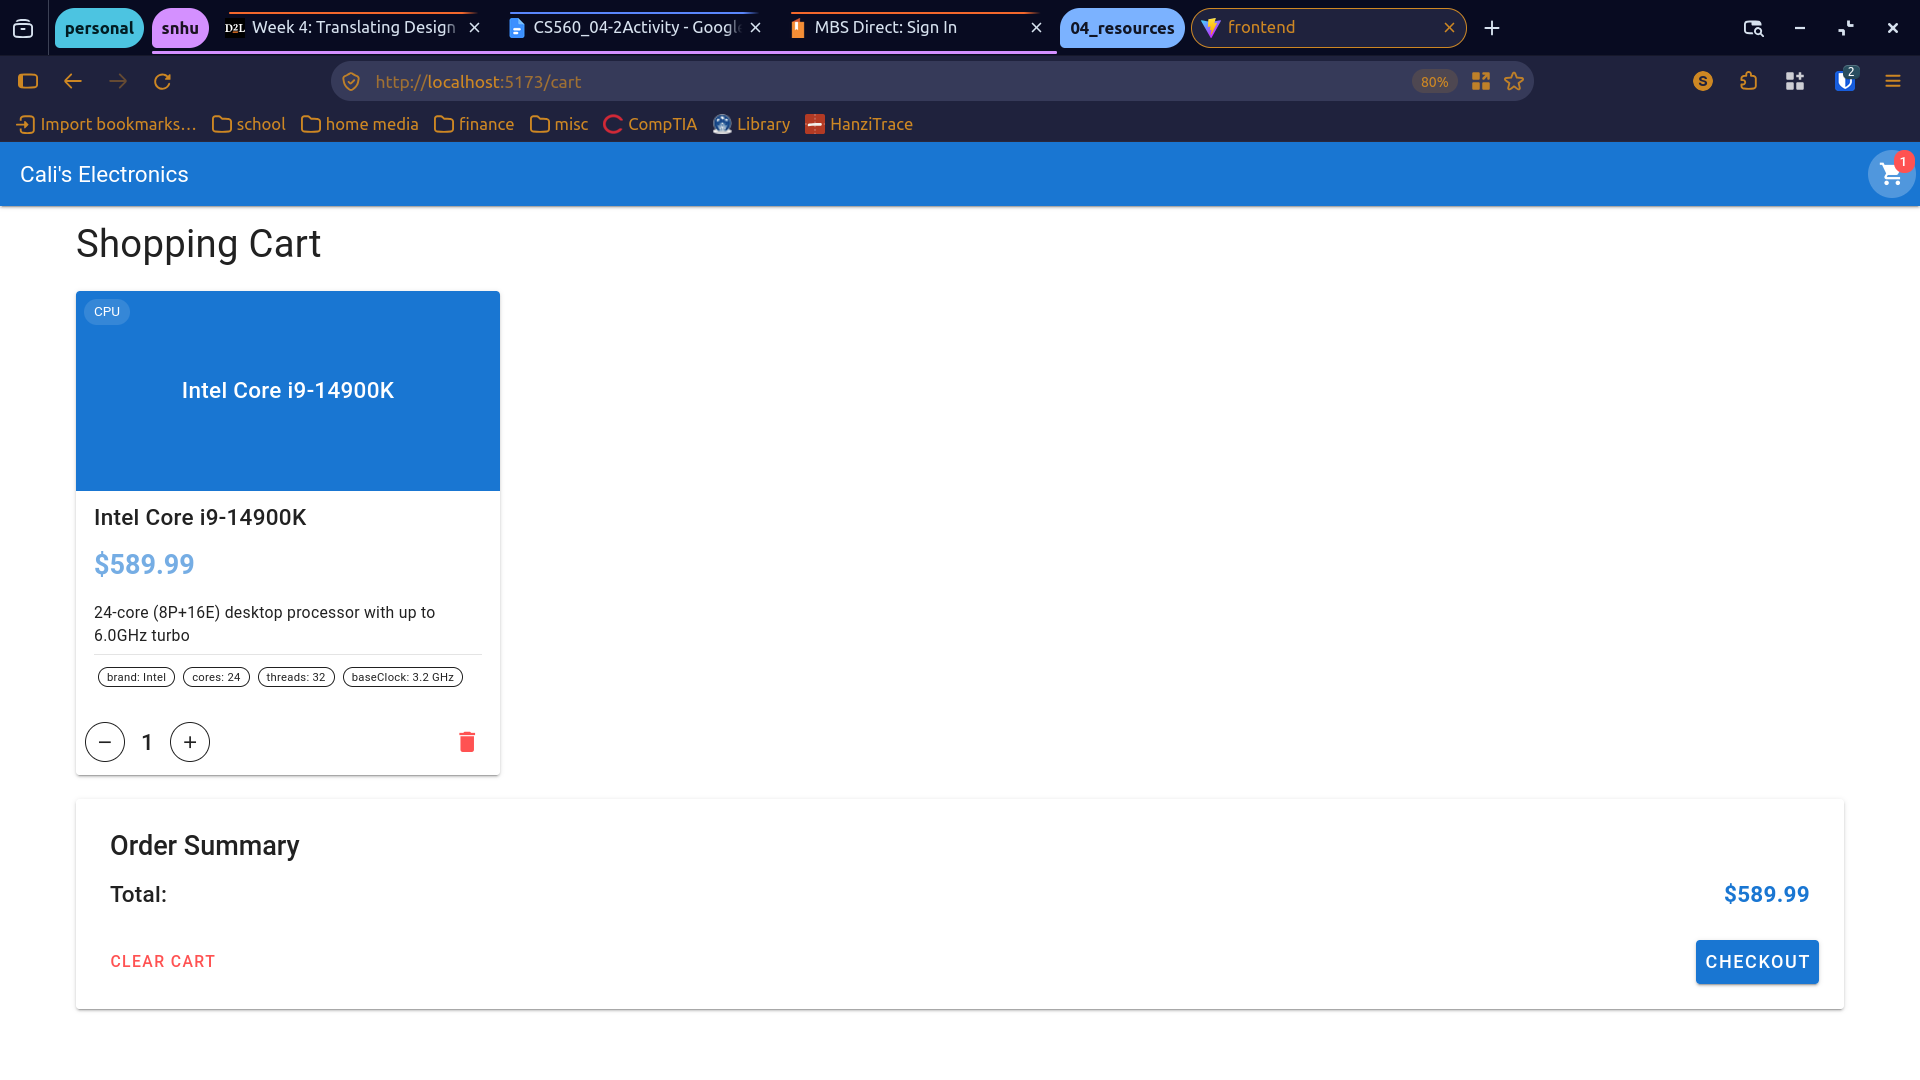 personal
snhu
D2L Week 4: Translating Design
CS560_04-2Activity - Googl
MBS Direct: Sign In
04_resources
frontend
http://localhost:5173/cart
80%
S
2
Import bookmarks...
school
home media
finance
misc
CompTIA
Library
HanziTrace
Cali's Electronics
1
Shopping Cart
CPU
Intel Core i9-14900K
Intel Core i9-14900K
$589.99
24-core (8P+16E) desktop processor with up to
6.0GHz turbo
brand: Intel
cores: 24
threads: 32
baseClock: 3.2 GHz
1
Order Summary
Total:
$589.99
CLEAR CART
CHECKOUT